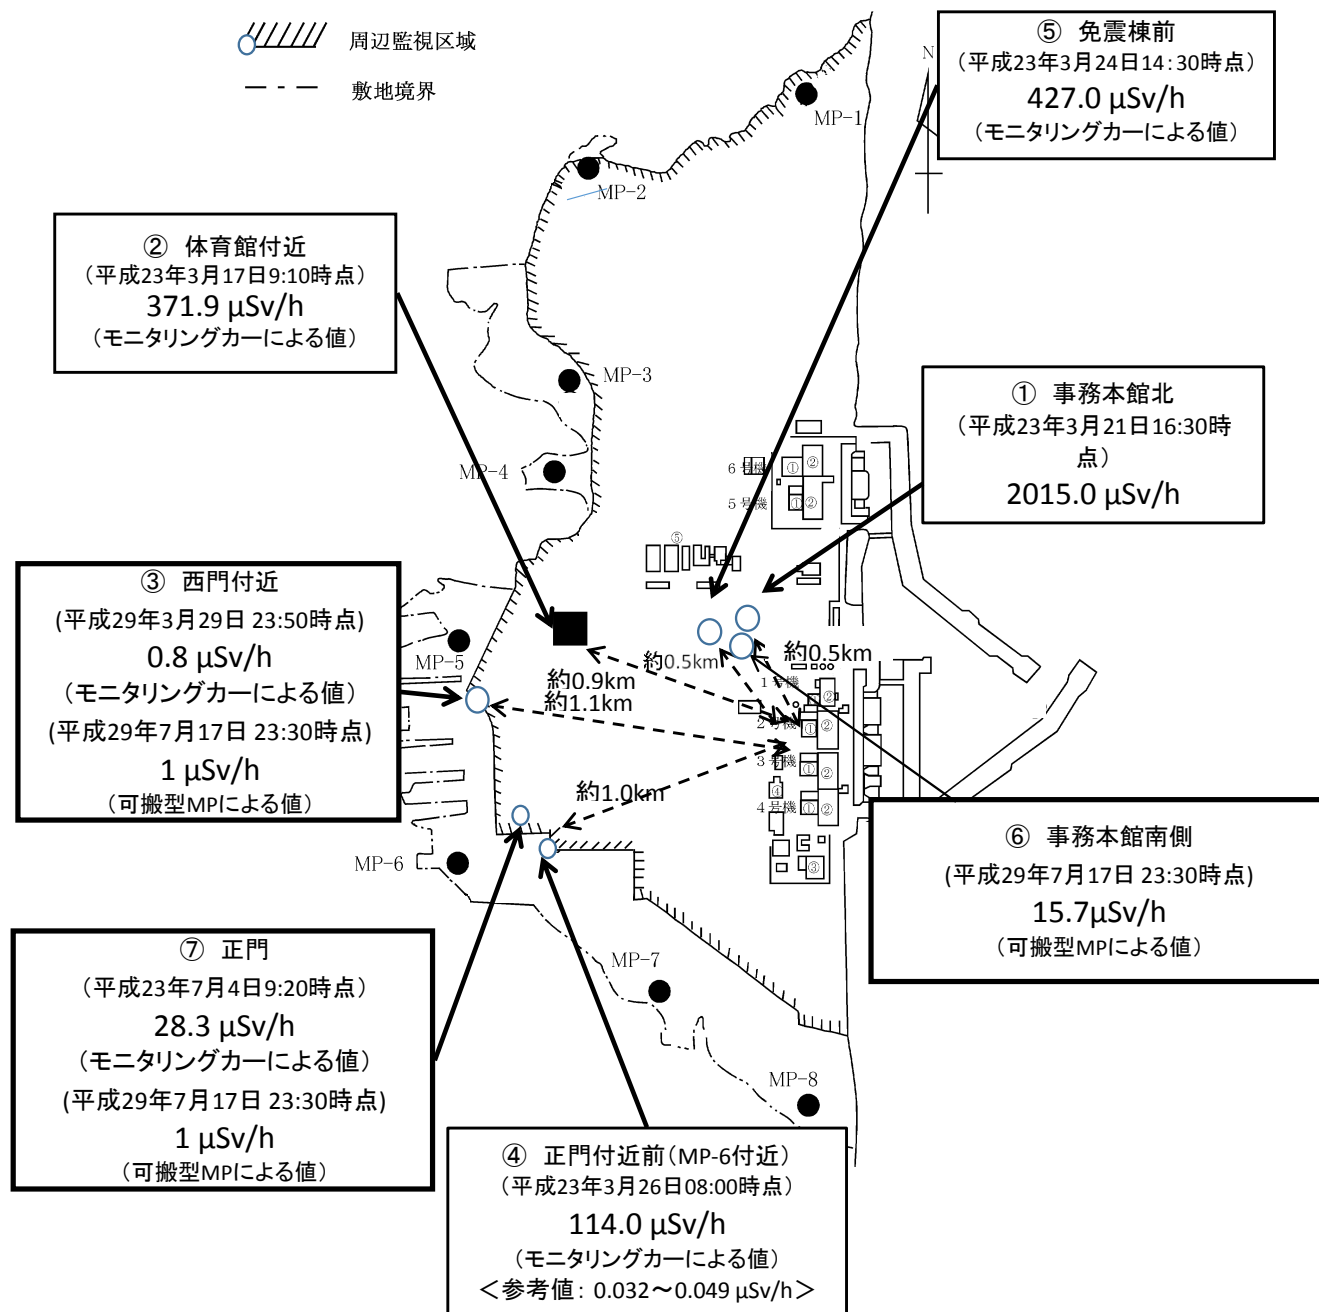 周辺監視区域
敷地境界
⑤ 免震棟前
（平成23年3月24日14：30時点）
427.0 μSv/h
（モニタリングカーによる値）
N
MP-1
MP-2
② 体育館付近
（平成23年3月17日9:10時点）
371.9 μSv/h
（モニタリングカーによる値）
MP-3
① 事務本館北
（平成23年3月21日16:30時
点）
2015.0 μSv/h
MP-4
6号機
① ②
5号機
① ②
⑤
③ 西門付近
(平成29年3月29日 23:50時点)
0.8 μSv/h
（モニタリングカーによる値）
(平成29年7月17日 23:30時点)
1 μSv/h
（可搬型MPによる値）
MP-5
約0.5km
約0.5km
約0.9km
約1.1km
1号機
②
2号機
① ②
3号機
① ②
④
約1.0km
4号機
① ②
③
⑥ 事務本館南側
(平成29年7月17日 23:30時点)
15.7μSv/h
（可搬型MPによる値）
MP-6
⑦ 正門
（平成23年7月4日9:20時点）
28.3 μSv/h
（モニタリングカーによる値）
(平成29年7月17日 23:30時点)
1 μSv/h
（可搬型MPによる値）
MP-7
MP-8
④ 正門付近前（MP-6付近）
（平成23年3月26日08:00時点）
114.0 μSv/h
（モニタリングカーによる値）
＜参考値： 0.032～0.049 μSv/h＞